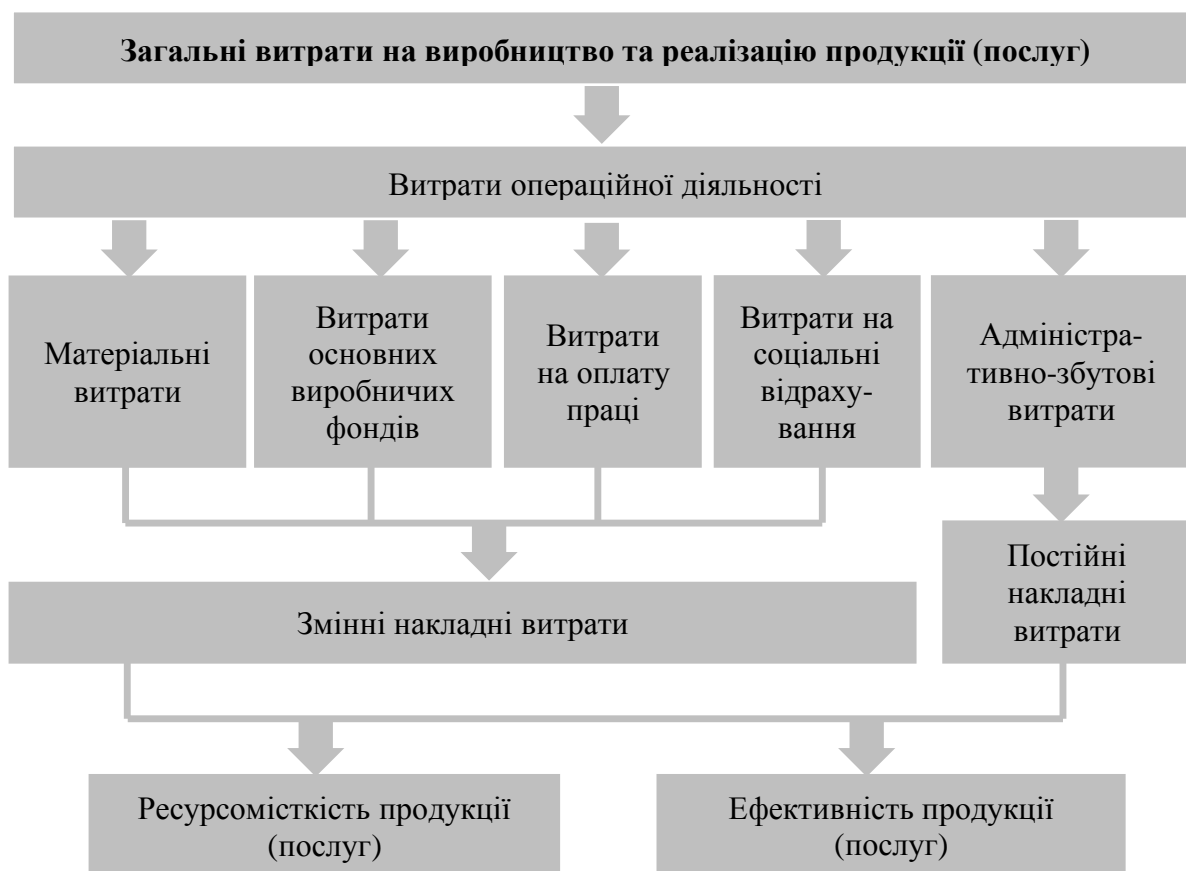 Загальні витрати на виробництво та реалізацію продукції (послуг)
Витрати операційної діяльності
Матеріальні
витрати
Витрати
основних
виробничих
фондів
Витрати
на оплату
праці
Витрати на
соціальні
відраху-
вання
Адміністра-
тивно-збутові
витрати
Змінні накладні витрати
Постійні
накладні
витрати
Ресурсомісткість продукції
(послуг)
Ефективність продукції
(послуг)